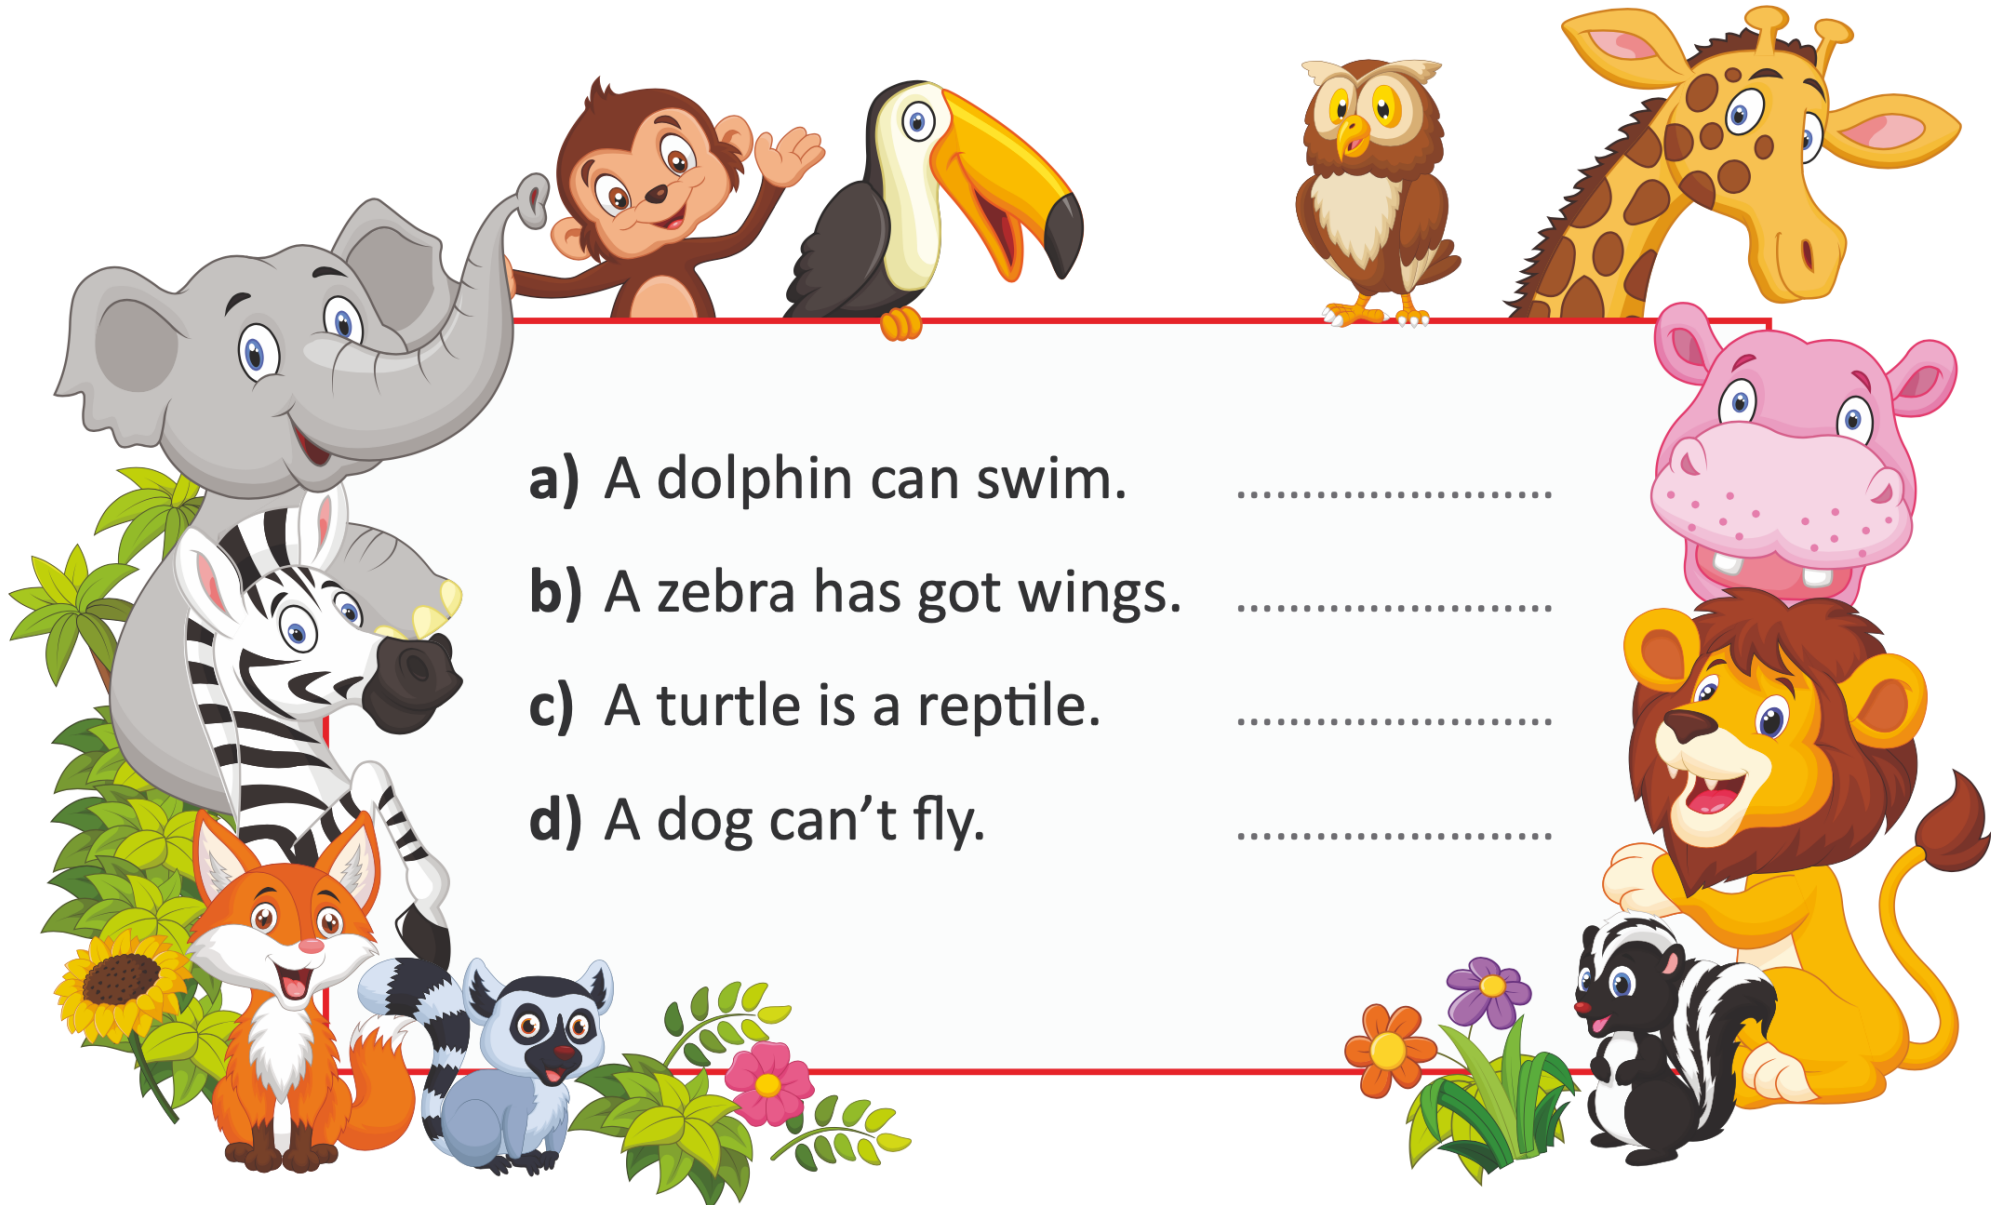 a) A dolphin can swim. ........................
b) A zebra has got wings. ........................
c) A turtle is a reptile. ........................
d) A dog can’t fly. ........................